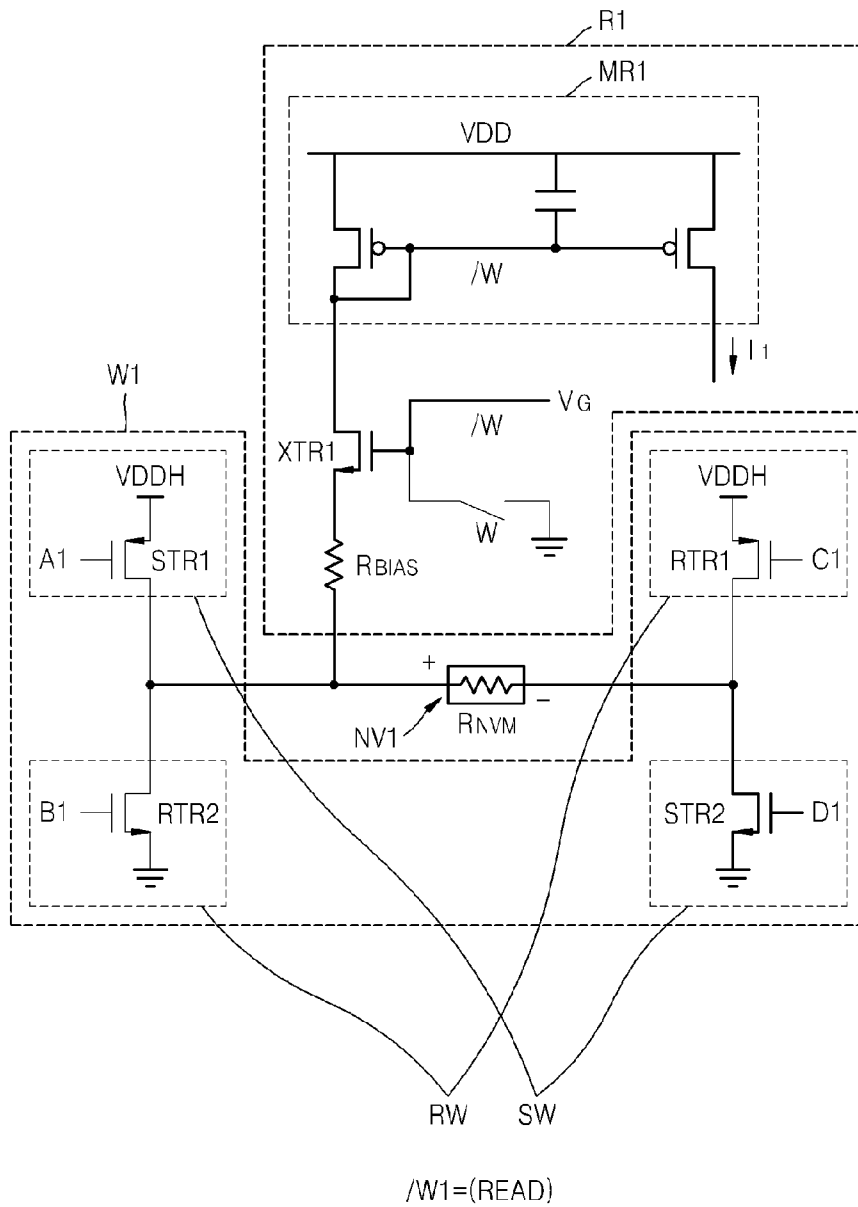 R1
MR1
VDD
/W
I1
W1
VG
/W
XTR1
VDDH
VDDH
W
A1
STR1
RBIAS
RTR1
C1
+
−
NV1
RNVM
B1
RTR2
STR2
D1
RW
SW
/W1=(READ)